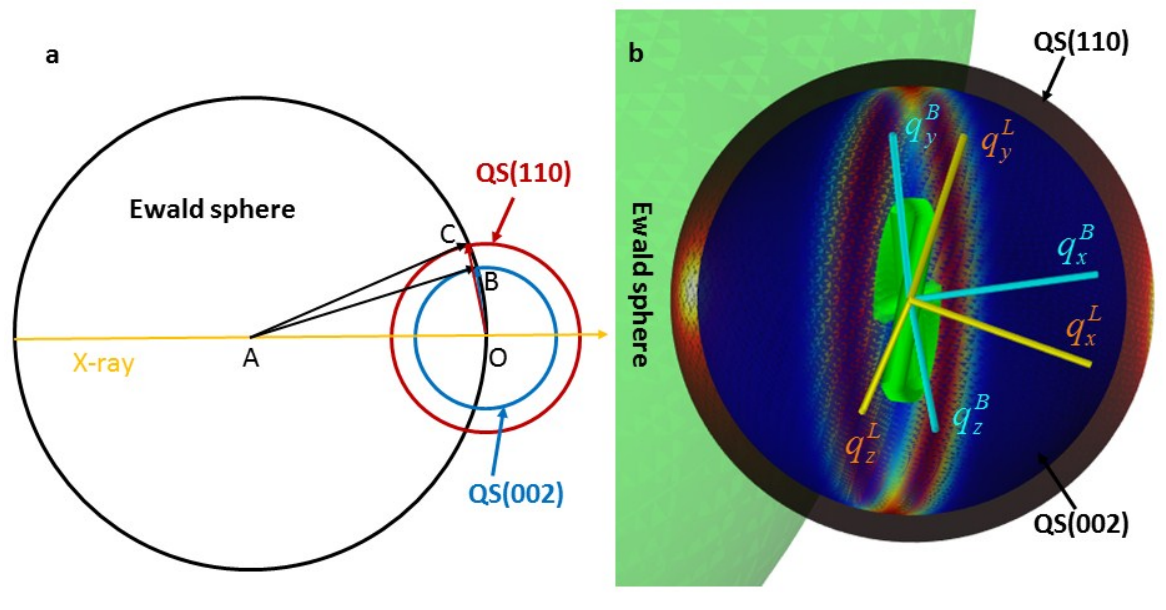 a
QS(110)
Ewald sphere
C
B
X-ray
A
O
QS(002)
b
QS(110)
Ewald sphere
q_y^B
q_y^L
q_x^B
q_x^L
q_z^B
q_z^L
QS(002)